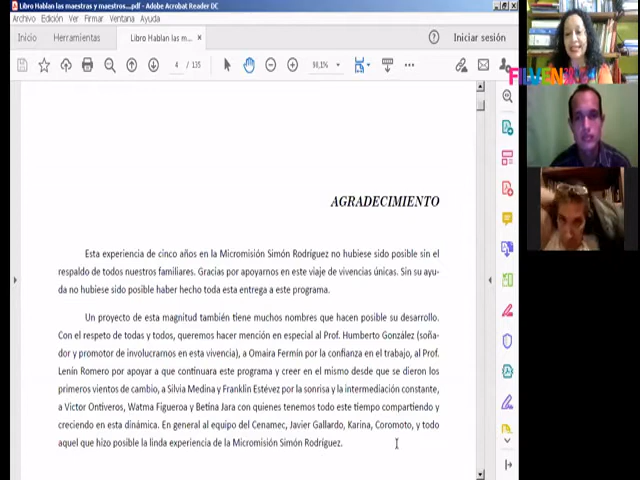 Libro Hablan las maestras y maestros...pdf - Adobe Acrobat Reader DC
Archivo Edición Ver Firmar Ventana Ayuda
Inicio Herramientas Libro Hablan las m... × Iniciar sesión
4 / 135 98,1%
AGRADECIMIENTO
Esta experiencia de cinco años en la Micromisión Simón Rodríguez no hubiese sido posible sin el
respaldo de todos nuestros familiares. Gracias por apoyarnos en este viaje de vivencias únicas. Sin su ayu-
da no hubiese sido posible haber hecho toda esta entrega a este programa.
Un proyecto de esta magnitud también tiene muchos nombres que hacen posible su desarrollo.
Con el respeto de todas y todos, queremos hacer mención en especial al Prof. Humberto González (soña-
dor y promotor de involucrarnos en esta vivencia), a Omaira Fermín por la confianza en el trabajo, al Prof.
Lenín Romero por apoyar a que continuara este programa y creer en el mismo desde que se dieron los
primeros vientos de cambio, a Silvia Medina y Franklin Estévez por la sonrisa y la intermediación constante,
a Victor Ontiveros, Watma Figueroa y Betina Jara con quienes tenemos todo este tiempo compartiendo y
creciendo en esta dinámica. En general al equipo del Cenamec, Javier Gallardo, Karina, Coromoto, y todo
aquel que hizo posible la linda experiencia de la Micromisión Simón Rodríguez.